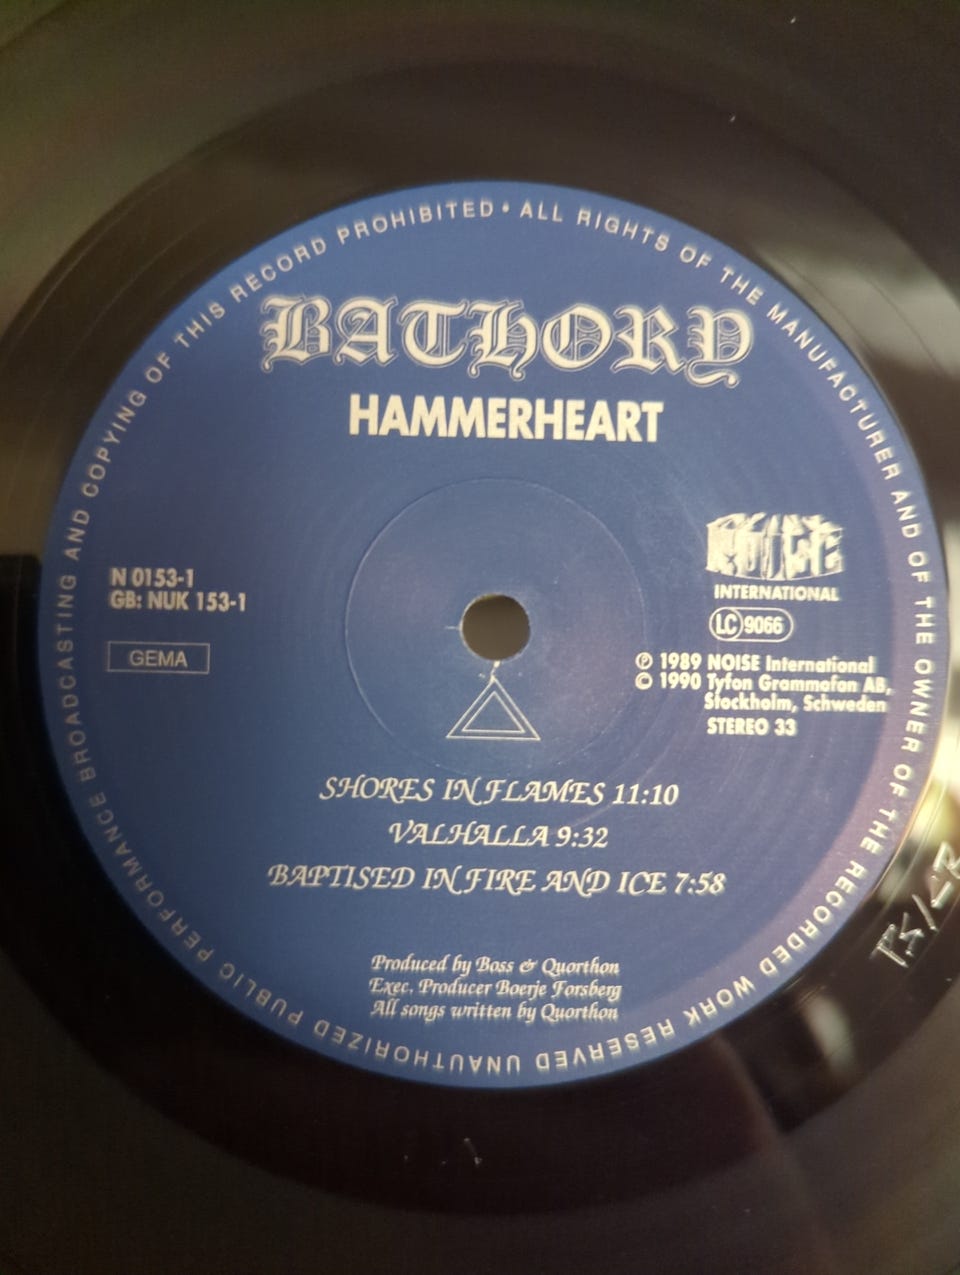 ALL RIGHTS OF THE MANUFACTURER AND OF THE OWNER OF THE RECORDED WORK RESERVED UNAUTHORIZED PUBLIC PERFORMANCE BROADCASTING AND COPYING OF THIS RECORD PROHIBITED •
BATHORY
HAMMERHEART
N 0153-1
GB: NUK 153-1
GEMA
NOISE
INTERNATIONAL
LC 9066
℗ 1989 NOISE International
© 1990 Tyfon Grammofon AB,
Stockholm, Schweden
STEREO 33
SHORES IN FLAMES 11:10
VALHALLA 9:32
BAPTISED IN FIRE AND ICE 7:58
Produced by Boss & Quorthon
Exec. Producer Boerje Forsberg
All songs written by Quorthon